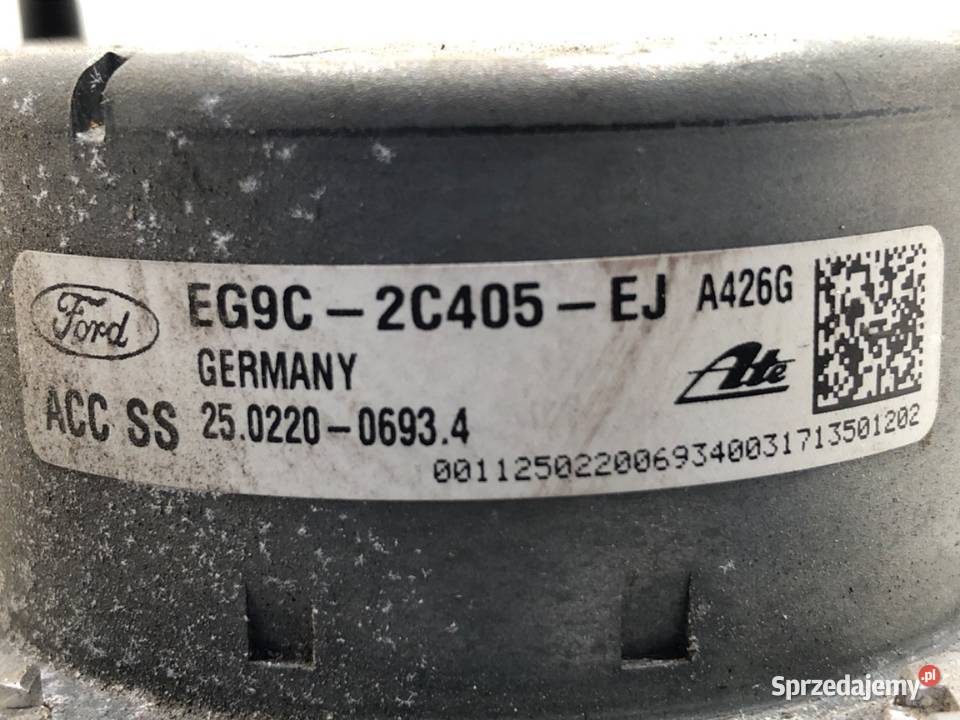 Ford EG9C-2C405-EJ A426G
GERMANY Ate
ACC SS 25.0220-0693.4
0011250220069340031713501202
Sprzedajemy.pl